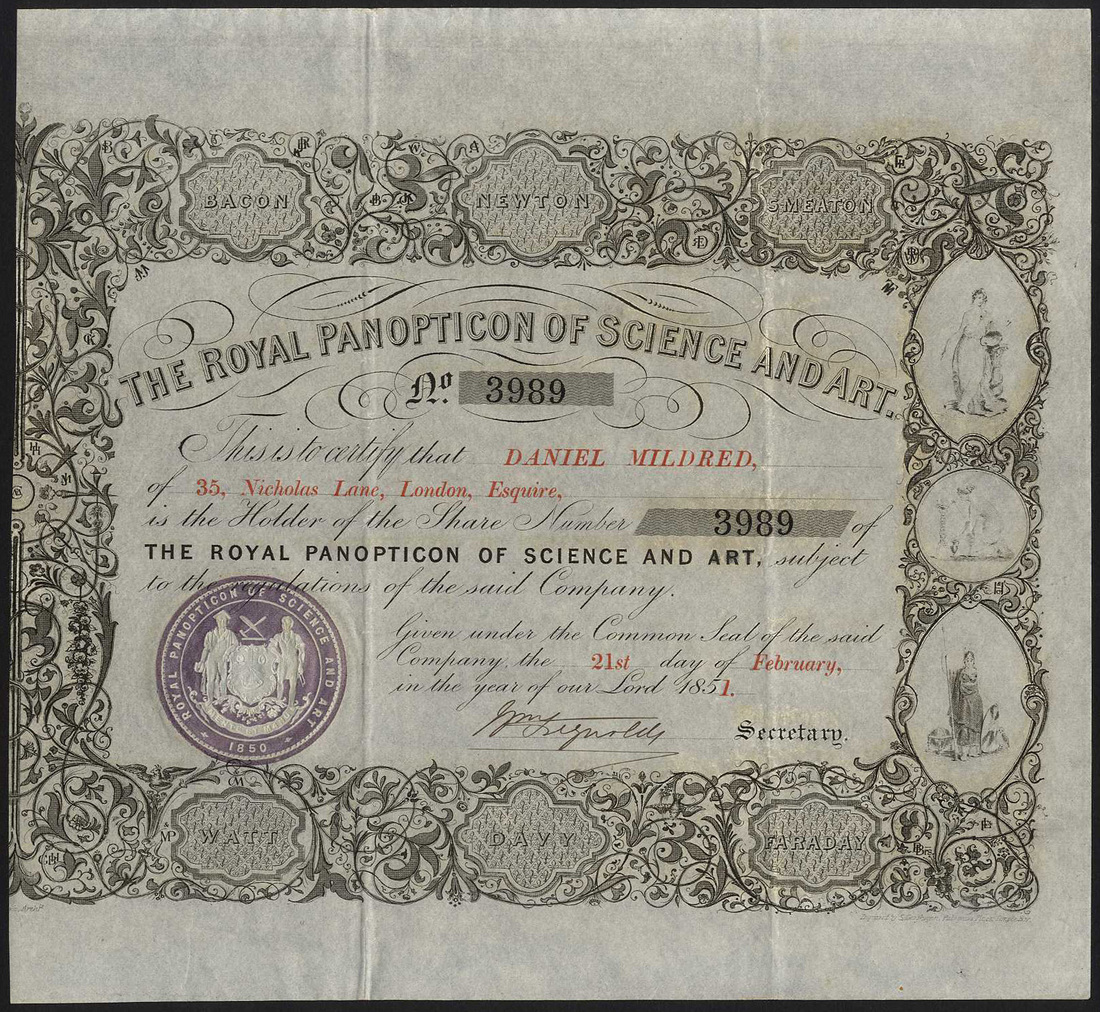 BACON
NEWTON
SMEATON
THE ROYAL PANOPTICON OF SCIENCE AND ART.
No. 3989
This is to certify that DANIEL MILDRED,
of 35, Nicholas Lane, London, Esquire,
is the Holder of the Share Number 3989 of
THE ROYAL PANOPTICON OF SCIENCE AND ART, subject
to the regulations of the said Company.
Given under the Common Seal of the said
Company, the 21st day of February,
in the year of our Lord 1851.
Wm Reynolds Secretary.
ROYAL PANOPTICON OF SCIENCE AND ART
1850
WATT
DAVY
FARADAY